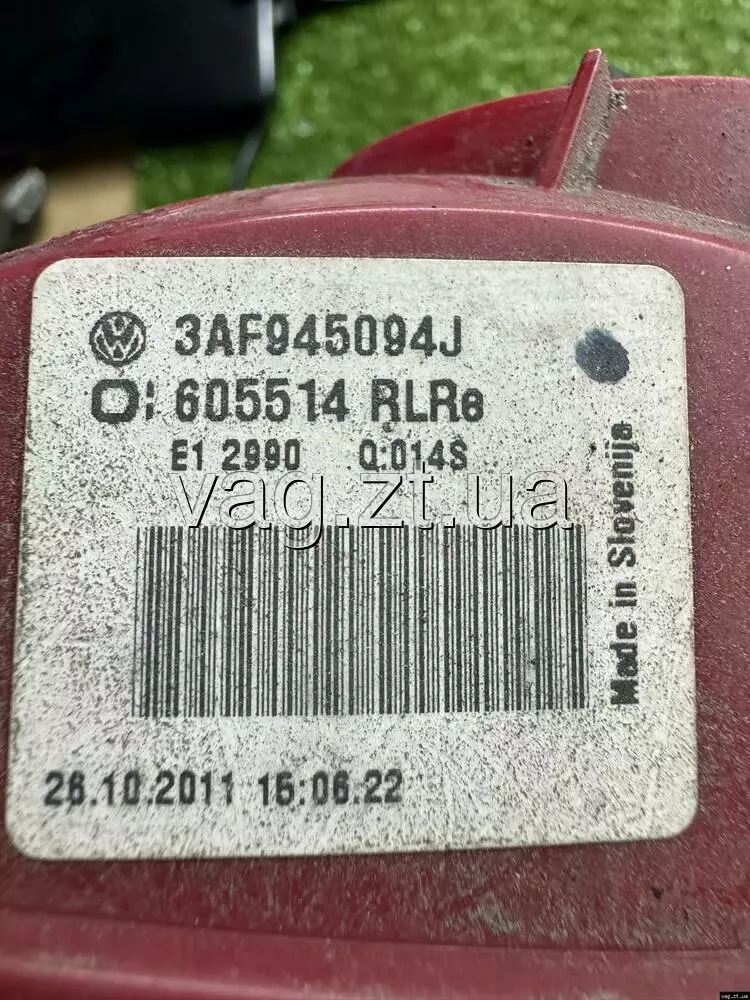 3AF945094J
605514 RLRe
E1 2990 Q:014S
vag.zt.ua
Made in Slovenija
26.10.2011 15:06:22
vag.zt.ua